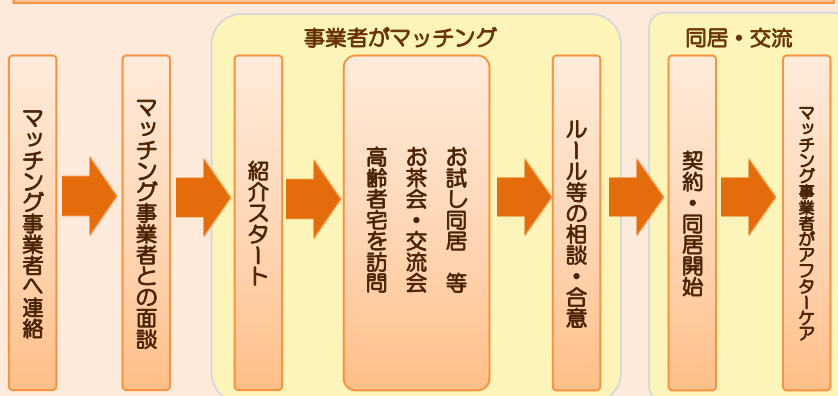 事業者がマッチング
同居・交流
マッチング事業者へ連絡
マッチング事業者との面談
紹介スタート
高齢者宅を訪問
お茶会・交流会
お試し同居　等
ルール等の相談・合意
契約・同居開始
マッチング事業者がアフターケア